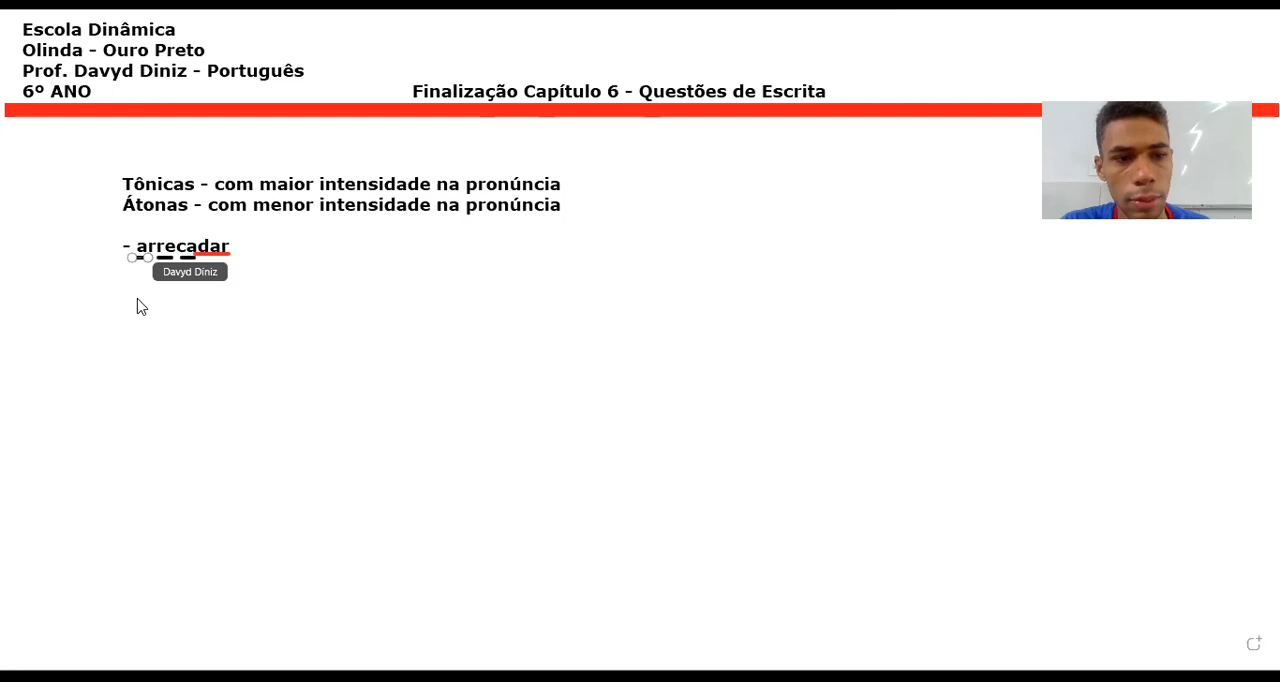 Escola Dinâmica
Olinda - Ouro Preto
Prof. Davyd Diniz - Português
6º ANO
Finalização Capítulo 6 - Questões de Escrita
Tônicas - com maior intensidade na pronúncia
Átonas - com menor intensidade na pronúncia
- arrecadar
Davyd Diniz